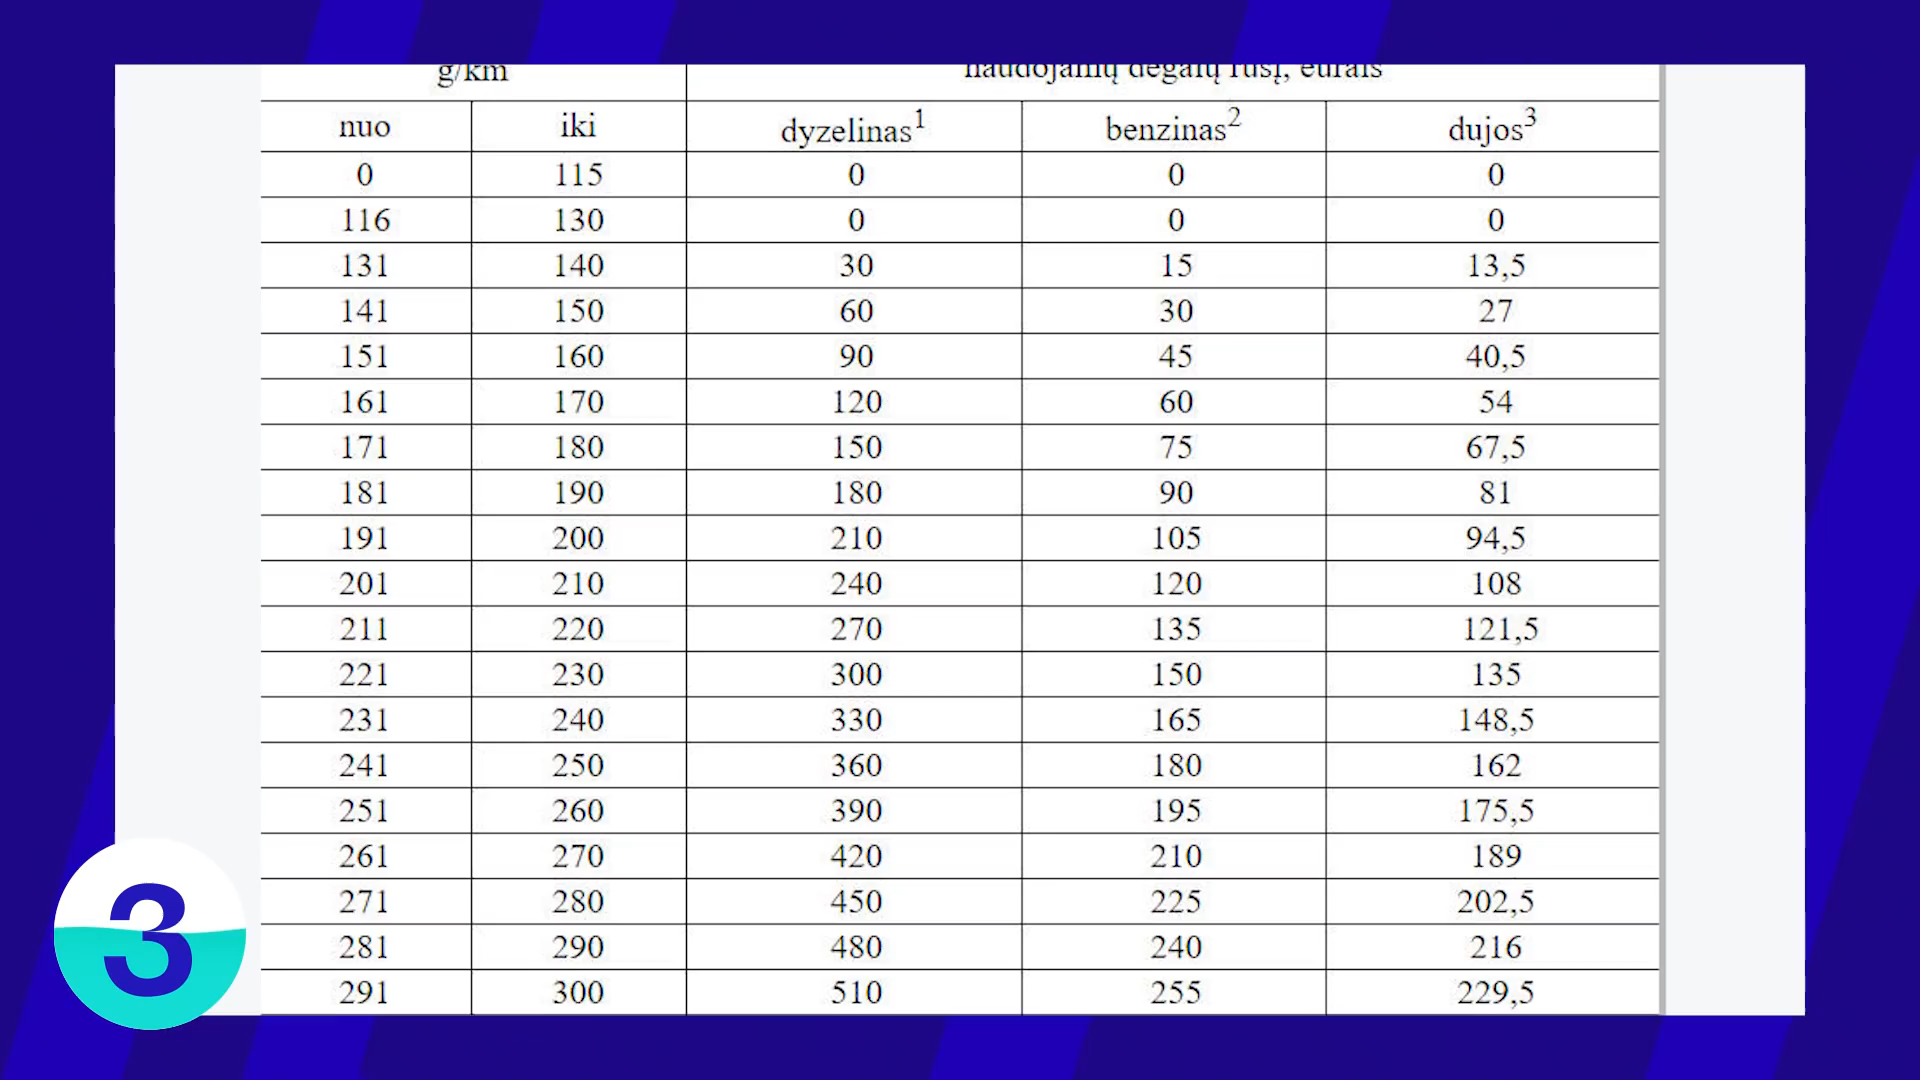 g/km naudojamų degalų rūšį, eurais
nuo iki dyzelinas1 benzinas2 dujos3
0 115 0 0 0
116 130 0 0 0
131 140 30 15 13,5
141 150 60 30 27
151 160 90 45 40,5
161 170 120 60 54
171 180 150 75 67,5
181 190 180 90 81
191 200 210 105 94,5
201 210 240 120 108
211 220 270 135 121,5
221 230 300 150 135
231 240 330 165 148,5
241 250 360 180 162
251 260 390 195 175,5
261 270 420 210 189
271 280 450 225 202,5
281 290 480 240 216
291 300 510 255 229,5
3